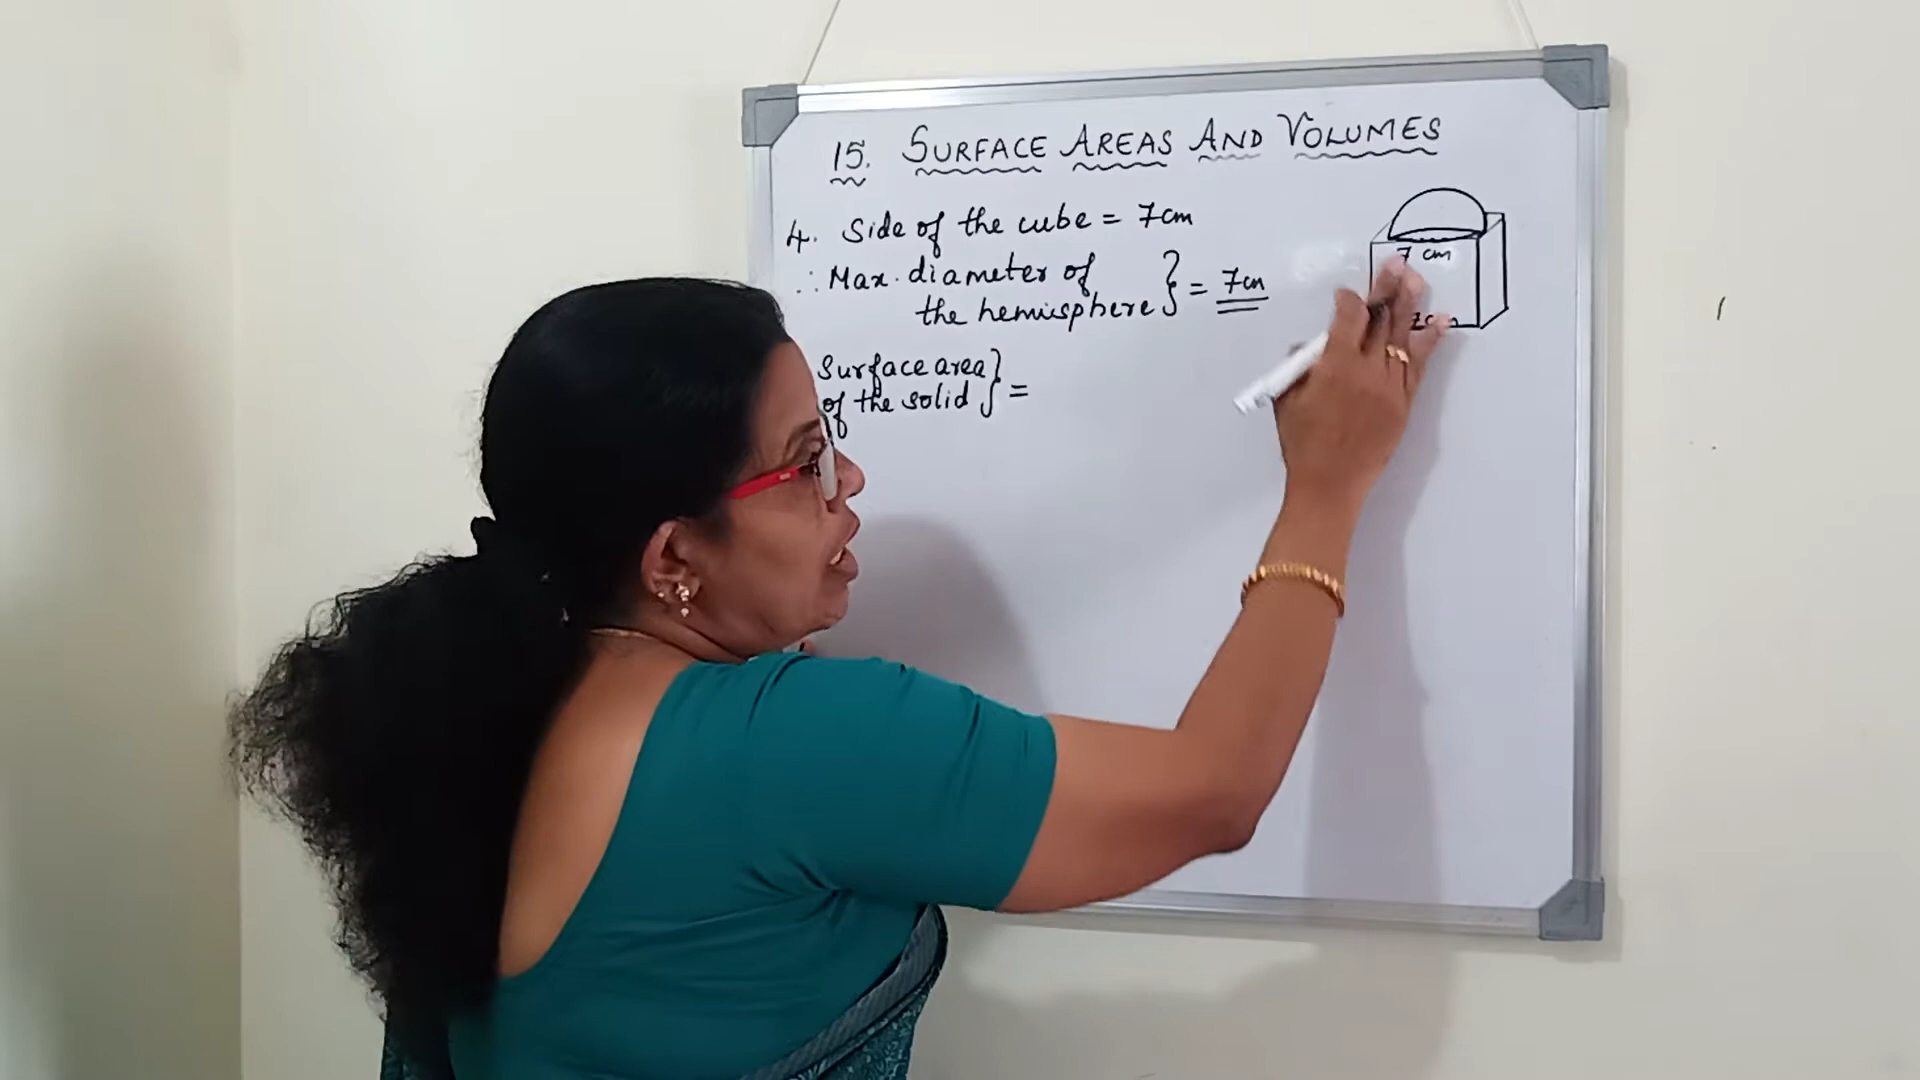 15. SURFACE AREAS AND VOLUMES
4. Side of the cube = 7cm
∴ Max. diameter of
the hemisphere } = 7cm
Surface area
of the solid } =
7 cm